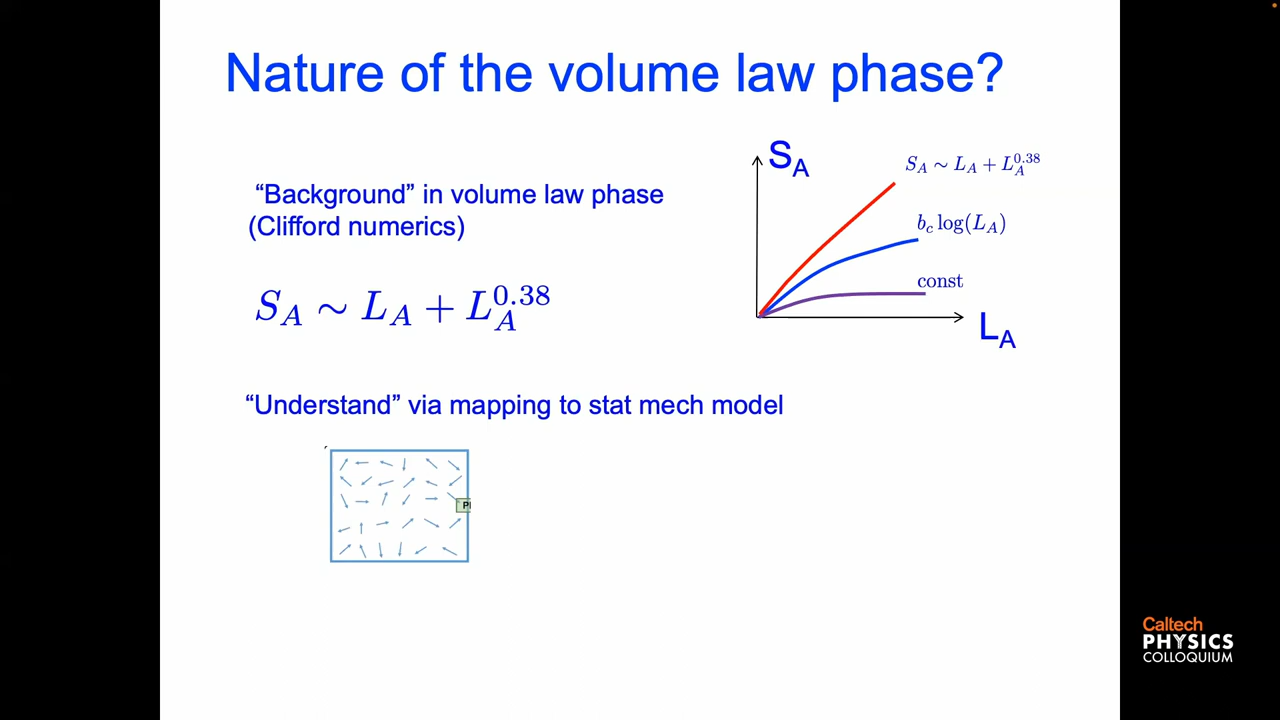 Nature of the volume law phase?
“Background” in volume law phase
(Clifford numerics)
S_A ∼ L_A + L_A^{0.38}
S_A
S_A ∼ L_A + L_A^{0.38}
b_c log(L_A)
const
L_A
“Understand” via mapping to stat mech model
Caltech
PHYSICS
COLLOQUIUM